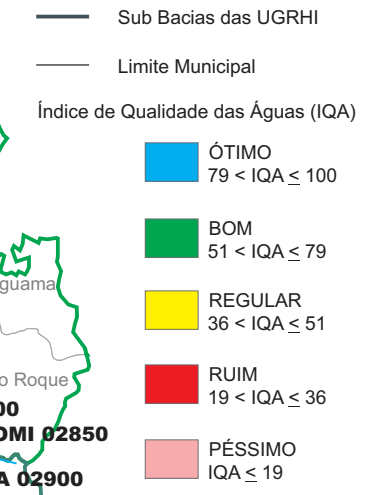 Sub Bacias das UGRHI
Limite Municipal
Índice de Qualidade das Águas (IQA)
ÓTIMO
79 < IQA ≤ 100
BOM
51 < IQA ≤ 79
REGULAR
36 < IQA ≤ 51
RUIM
19 < IQA ≤ 36
PÉSSIMO
IQA ≤ 19
guama
o Roque
00
OMI 02850
A 02900